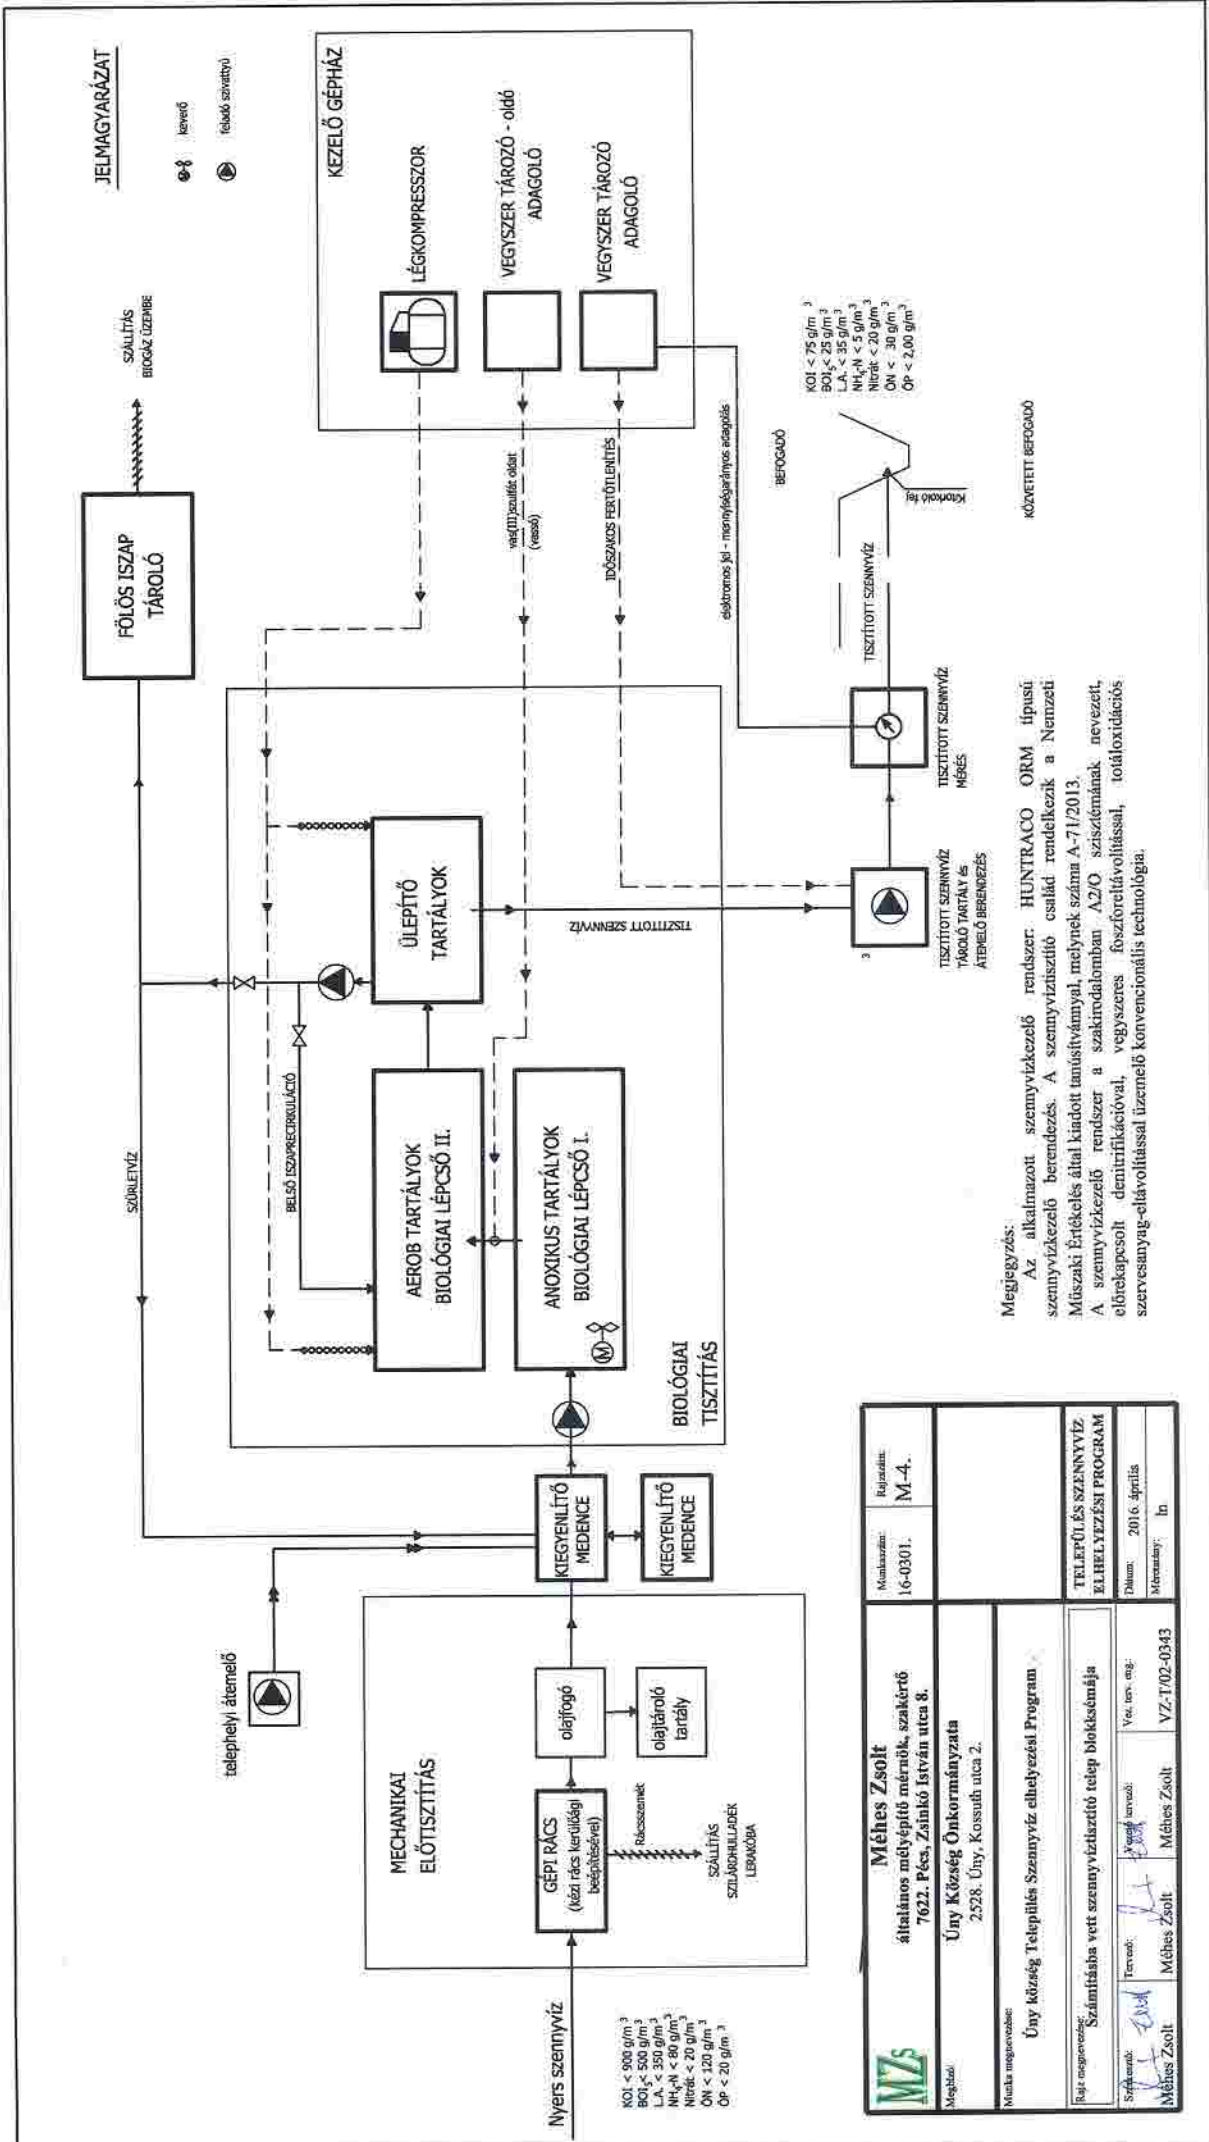 JELMAGYARÁZAT
keverő
feladó szivattyú
SZÁLLÍTÁS
BIOGÁZ ÜZEMBE
FÖLÖS ISZAP
TÁROLÓ
KEZELŐ GÉPHÁZ
LÉGKOMPRESSZOR
VEGYSZER TÁROZÓ - oldó
ADAGOLÓ
VEGYSZER TÁROZÓ
ADAGOLÓ
SZŰRLETVÍZ
BELSŐ ISZAPRECIRKULÁCIÓ
vas(III)szulfát oldat
(vassó)
IDŐSZAKOS FERTŐTLENÍTÉS
elektromos jel - mennyiségarányos adagolás
AEROB TARTÁLYOK
BIOLÓGIAI LÉPCSŐ II.
ÜLEPÍTŐ
TARTÁLYOK
ANOXIKUS TARTÁLYOK
BIOLÓGIAI LÉPCSŐ I.
M
BIOLÓGIAI
TISZTÍTÁS
TISZTÍTOTT SZENNYVÍZ
telephelyi átemelő
KIEGYENLÍTŐ
MEDENCE
KIEGYENLÍTŐ
MEDENCE
MECHANIKAI
ELŐTISZTÍTÁS
GÉPI RÁCS
(kézi rács kerülőági
beépítésével)
olajfogó
olajtároló
tartály
Rácsszemét
SZÁLLÍTÁS
SZILÁRDHULLADÉK
LERAKÓBA
Nyers szennyvíz
KOI < 900 g/m³
BOI₅< 500 g/m³
L.A. < 350 g/m³
NH₄-N < 80 g/m³
Nitrát < 20 g/m³
ÖN < 120 g/m³
ÖP < 20 g/m³
3
TISZTÍTOTT SZENNYVÍZ
TÁROLÓ TARTÁLY és
ÁTEMELŐ BERENDEZÉS
TISZTÍTOTT SZENNYVÍZ
MÉRÉS
TISZTÍTOTT SZENNYVÍZ
BEFOGADÓ
Kitorkoló fej
KOI < 75 g/m³
BOI₅< 25 g/m³
L.A. < 35 g/m³
NH₄-N < 5 g/m³
Nitrát < 20 g/m³
ÖN < 30 g/m³
ÖP < 2,00 g/m³
KÖZVETETT BEFOGADÓ
Megjegyzés:
Az alkalmazott szennyvízkezelő rendszer: HUNTRACO ORM típusú
szennyvízkezelő berendezés. A szennyvíztisztító család rendelkezik a Nemzeti
Műszaki Értékelés által kiadott tanúsítvánnyal, melynek száma A-71/2013.
A szennyvízkezelő rendszer a szakirodalomban A2/O szisztémának nevezett,
előrekapcsolt denitrifikációval, vegyszeres foszforeltávolítással, totáloxidációs
szervesanyag-eltávolítással üzemelő konvencionális technológia.
MZs
Méhes Zsolt
általános mélyépítő mérnök, szakértő
7622. Pécs, Zsinkó István utca 8.
Munkaszám:
16-0301.
Rajzszám:
M-4.
Megbízó:
Úny Község Önkormányzata
2528. Úny, Kossuth utca 2.
Munka megnevezése:
Úny község Település Szennyvíz elhelyezési Program
Rajz megnevezése:
Számításba vett szennyvíztisztító telep blokksémája
TELEPÜLÉS SZENNYVÍZ
ELHELYEZÉSI PROGRAM
Szerkesztő:
Méhes Zsolt
Tervező:
Méhes Zsolt
Vezető tervező:
Méhes Zsolt
Vez. terv. eng.:
VZ-T/02-0343
Dátum: 2016. április
Méretarány: ln